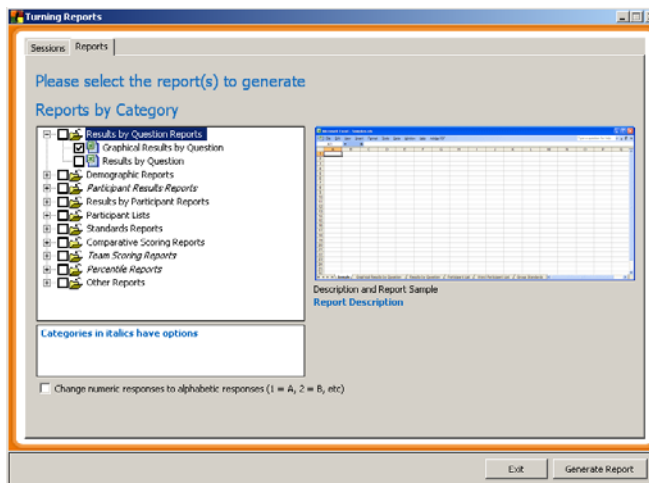 Turning Reports
Sessions Reports
Please select the report(s) to generate
Reports by Category
Results by Question Reports
Graphical Results by Question
Results by Question
Demographic Reports
Participant Results Reports
Results by Participant Reports
Participant Lists
Standards Reports
Comparative Scoring Reports
Team Scoring Reports
Percentile Reports
Other Reports
Description and Report Sample
Report Description
Categories in italics have options
Change numeric responses to alphabetic responses (1 = A, 2 = B, etc)
Exit Generate Report